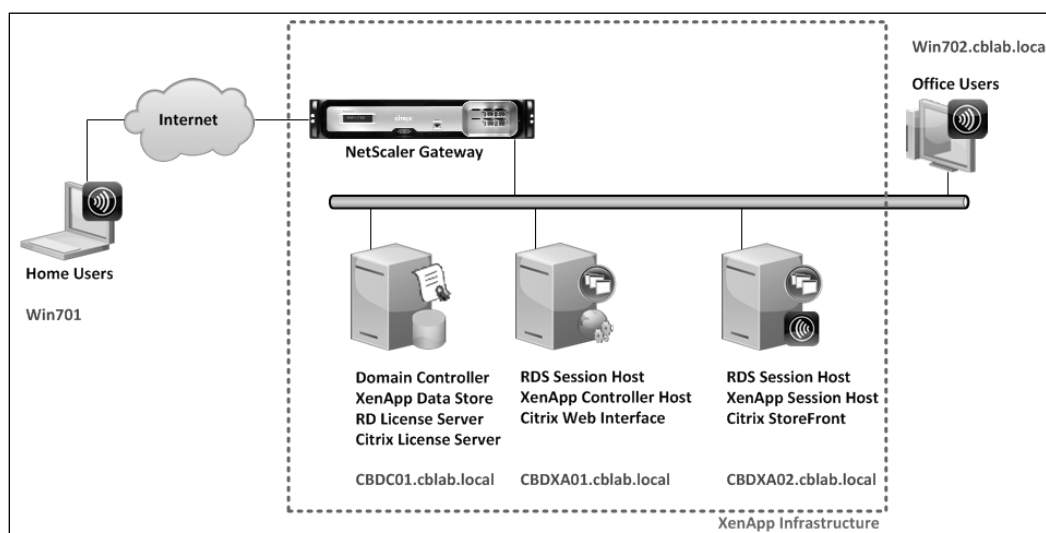 Win702.cblab.local
Office Users
Internet
citrix
NetScaler Gateway
Home Users
Win701
Domain Controller
XenApp Data Store
RD License Server
Citrix License Server
CBDC01.cblab.local
RDS Session Host
XenApp Controller Host
Citrix Web Interface
CBDXA01.cblab.local
RDS Session Host
XenApp Session Host
Citrix StoreFront
CBDXA02.cblab.local
XenApp Infrastructure